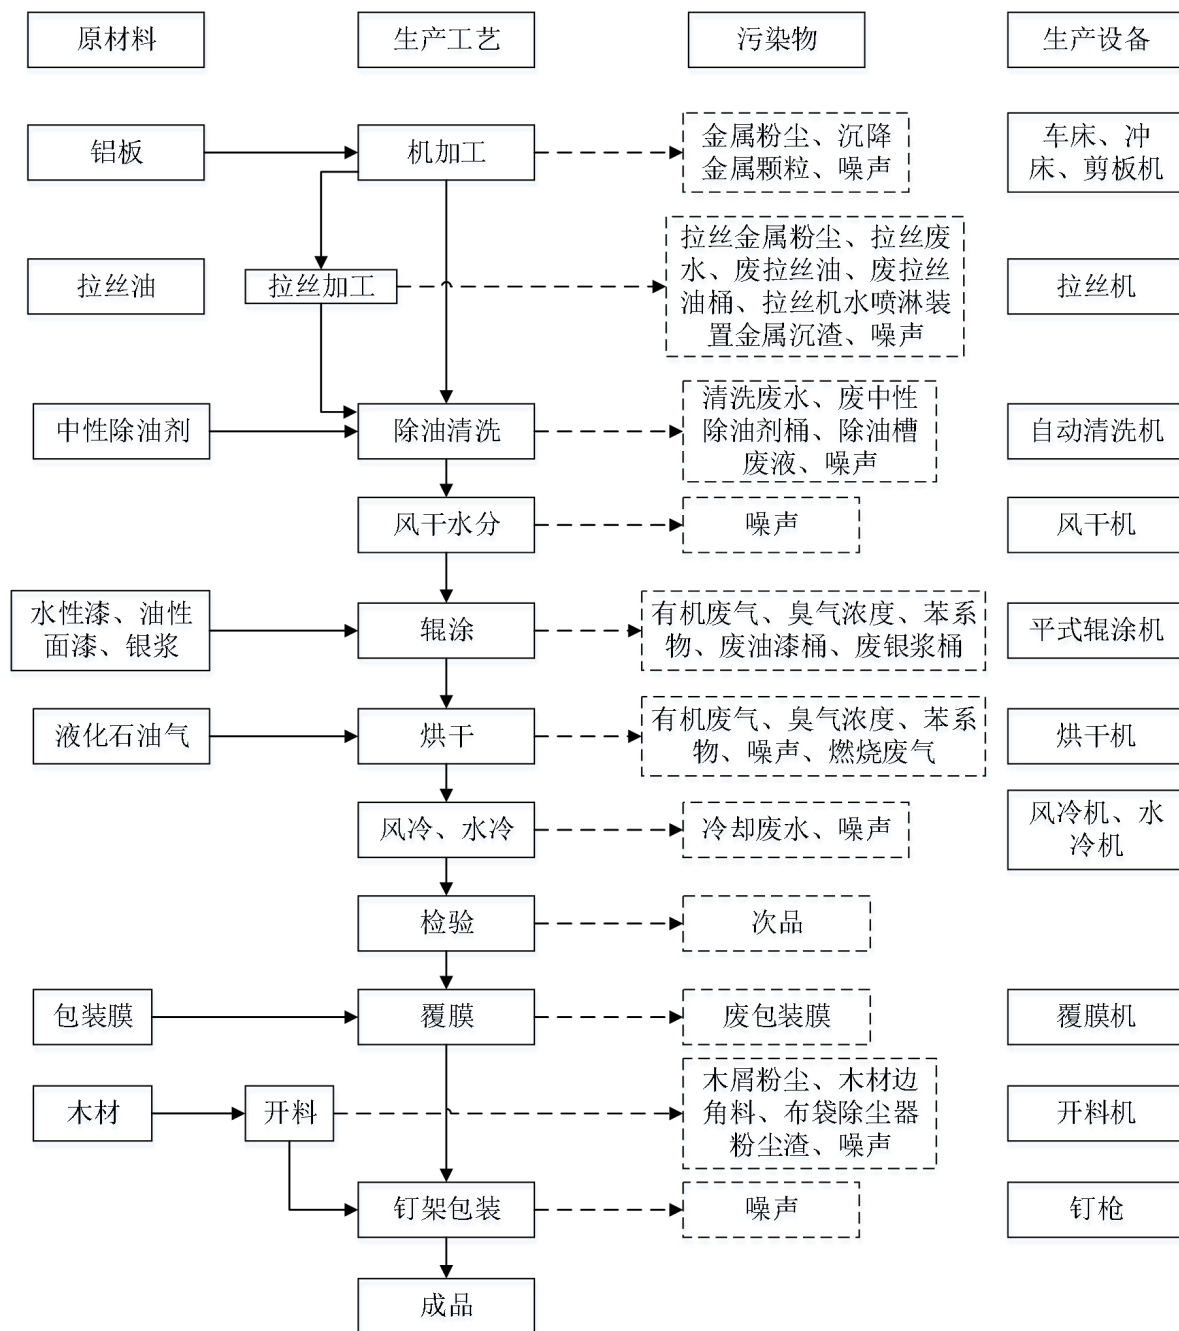 原材料
生产工艺
污染物
生产设备
铝板
机加工
金属粉尘、沉降
金属颗粒、噪声
车床、冲
床、剪板机
拉丝油
拉丝加工
拉丝金属粉尘、拉丝废
水、废拉丝油、废拉丝
油桶、拉丝机水喷淋装
置金属沉渣、噪声
拉丝机
中性除油剂
除油清洗
清洗废水、废中性
除油剂桶、除油槽
废液、噪声
自动清洗机
风干水分
噪声
风干机
水性漆、油性
面漆、银浆
辊涂
有机废气、臭气浓度、苯系
物、废油漆桶、废银浆桶
平式辊涂机
液化石油气
烘干
有机废气、臭气浓度、苯系
物、噪声、燃烧废气
烘干机
风冷、水冷
冷却废水、噪声
风冷机、水
冷机
检验
次品
包装膜
覆膜
废包装膜
覆膜机
木材
开料
木屑粉尘、木材边
角料、布袋除尘器
粉尘渣、噪声
开料机
钉架包装
噪声
钉枪
成品